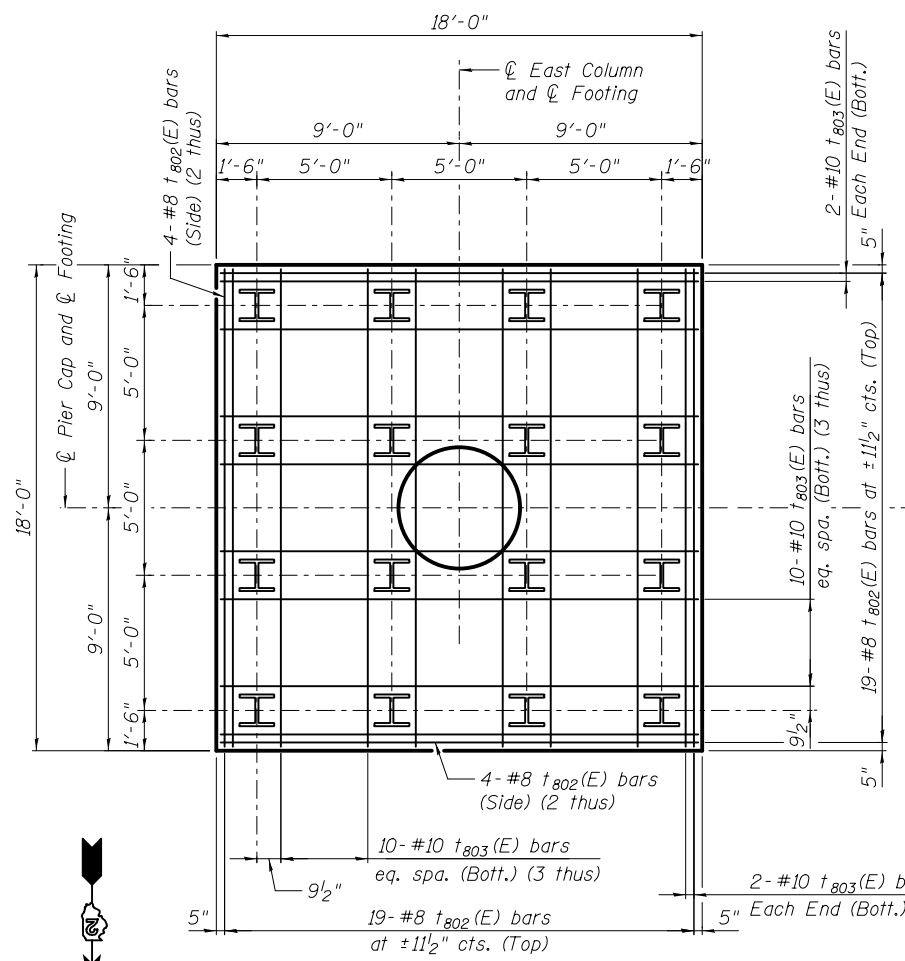 18'-0"
℄ East Column
and ℄ Footing
9'-0"
9'-0"
1'-6"
5'-0"
5'-0"
5'-0"
1'-6"
4-#8 t802(E) bars
(Side) (2 thus)
2-#10 t803(E) bars
Each End (Bott.)
5"
℄ Pier Cap and ℄ Footing
18'-0"
9'-0"
9'-0"
1'-6"
5'-0"
5'-0"
5'-0"
1'-6"
10-#10 t803(E) bars
eq. spa. (Bott.) (3 thus)
19-#8 t802(E) bars at ±11½" cts. (Top)
9½"
5"
4-#8 t802(E) bars
(Side) (2 thus)
10-#10 t803(E) bars
eq. spa. (Bott.) (3 thus)
9½"
2-#10 t803(E) b
Each End (Bott.)
5"
19-#8 t802(E) bars
at ±11½" cts. (Top)
5"